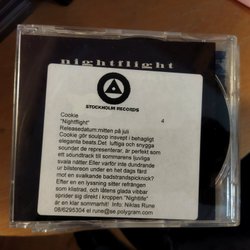 nightflight
STOCKHOLM RECORDS
Cookie 4
"Nightflight"
Releasedatum:mitten på juli
Cookie gör soulpop insvept i behagligt
eleganta beats.Det luftiga och snygga
soundet de representerar, är perfekt som
ett soundtrack till sommarens ljuvliga
svala nätter.Eller varför inte dundrande
ur bilstereon under en het dags färd
mot en svalkande badstrandspicknick?
Efter en en lyssning sitter refrängen
som klistrad, och låtens glada vibbar
sprider sig direkt i kroppen."Nightlife"
är en klar sommarhit! Info: Niklas Rune
08/6295304 el rune@se.polygram.com